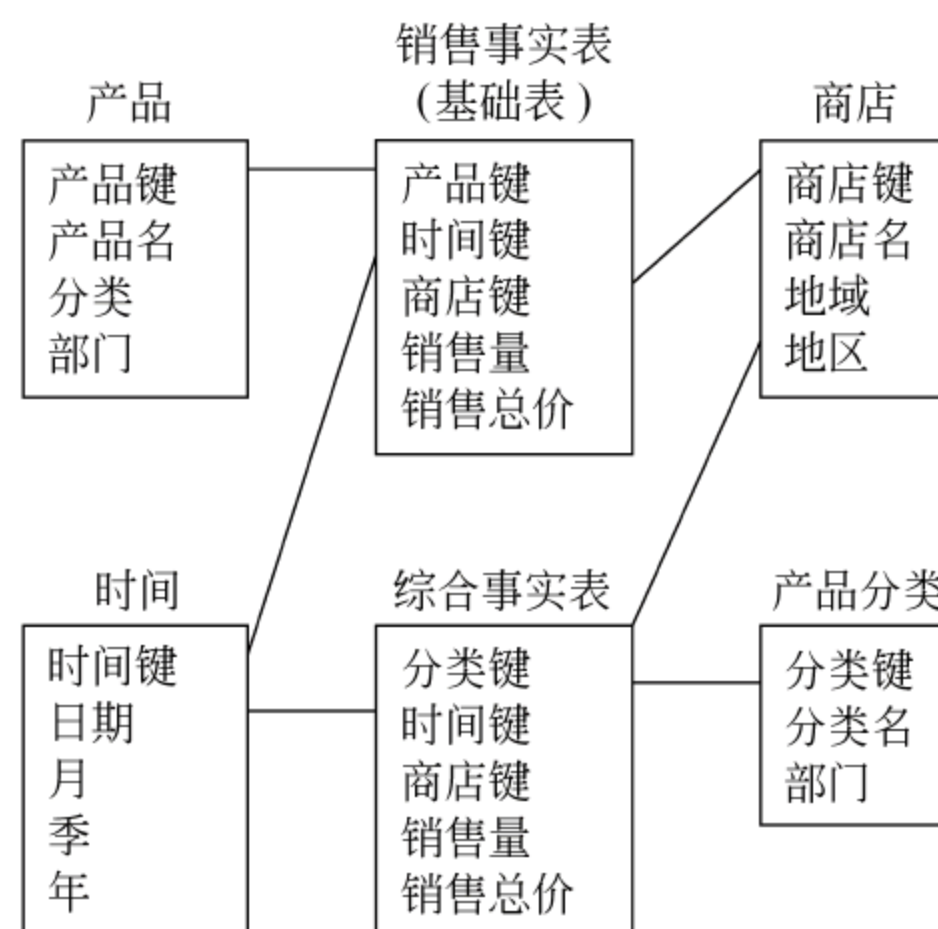 产品
产品键
产品名
分类
部门
销售事实表
(基础表)
产品键
时间键
商店键
销售量
销售总价
商店
商店键
商店名
地域
地区
时间
时间键
日期
月
季
年
综合事实表
分类键
时间键
商店键
销售量
销售总价
产品分类
分类键
分类名
部门